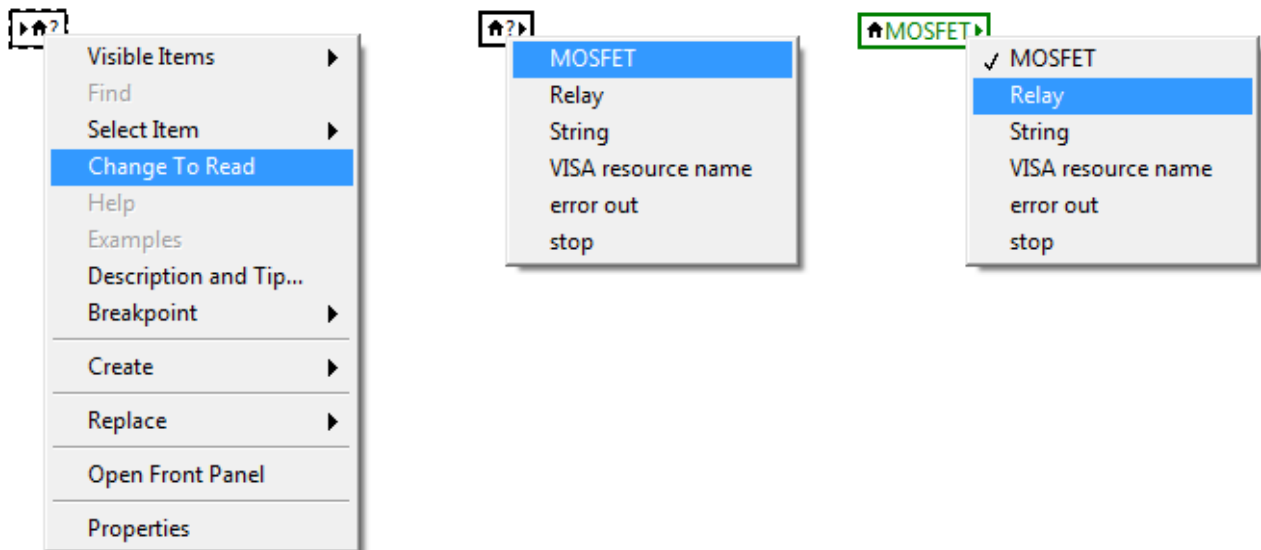 ?
Visible Items
Find
Select Item
Change To Read
Help
Examples
Description and Tip...
Breakpoint
Create
Replace
Open Front Panel
Properties
?
MOSFET
Relay
String
VISA resource name
error out
stop
MOSFET
✓ MOSFET
Relay
String
VISA resource name
error out
stop